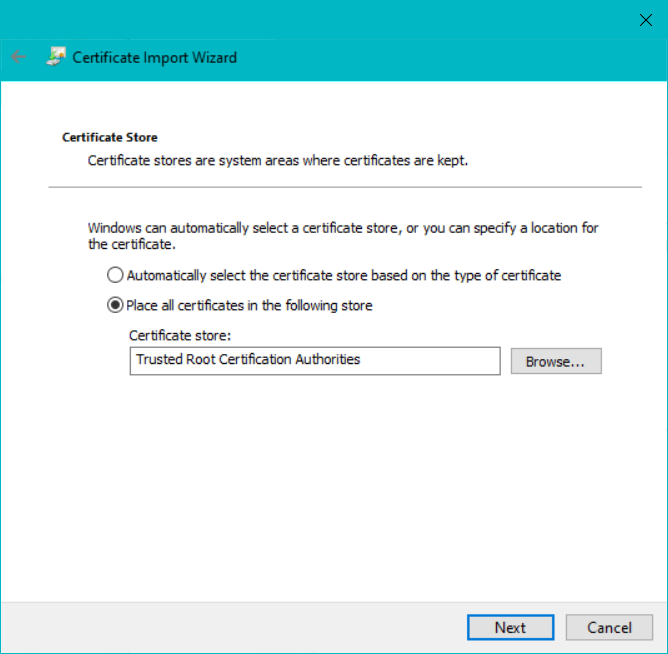 Certificate Import Wizard
Certificate Store
Certificate stores are system areas where certificates are kept.
Windows can automatically select a certificate store, or you can specify a location for
the certificate.
Automatically select the certificate store based on the type of certificate
Place all certificates in the following store
Certificate store:
Trusted Root Certification Authorities
Browse...
Next
Cancel